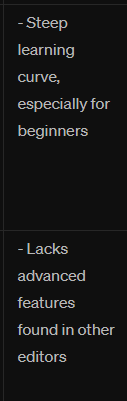 - Steep
learning
curve,
especially for
beginners
- Lacks
advanced
features
found in other
editors